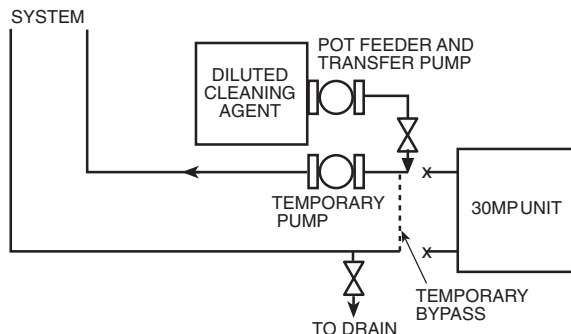 SYSTEM
POT FEEDER AND
TRANSFER PUMP
DILUTED
CLEANING
AGENT
TEMPORARY
PUMP
x
x
30MP UNIT
TEMPORARY
BYPASS
TO DRAIN